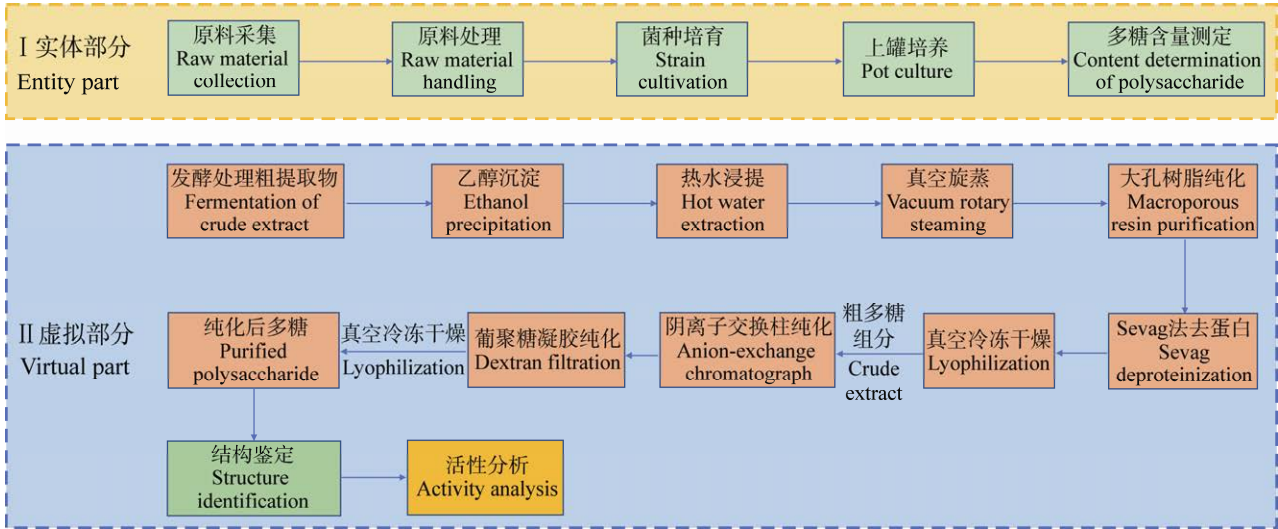 Ⅰ实体部分
Entity part
原料采集
Raw material
collection
原料处理
Raw material
handling
菌种培育
Strain
cultivation
上罐培养
Pot culture
多糖含量测定
Content determination
of polysaccharide
Ⅱ虚拟部分
Virtual part
发酵处理粗提取物
Fermentation of
crude extract
乙醇沉淀
Ethanol
precipitation
热水浸提
Hot water
extraction
真空旋蒸
Vacuum rotary
steaming
大孔树脂纯化
Macroporous
resin purification
Sevag法去蛋白
Sevag
deproteinization
真空冷冻干燥
Lyophilization
粗多糖
组分
Crude
extract
阴离子交换柱纯化
Anion-exchange
chromatograph
葡聚糖凝胶纯化
Dextran filtration
真空冷冻干燥
Lyophilization
纯化后多糖
Purified
polysaccharide
结构鉴定
Structure
identification
活性分析
Activity analysis